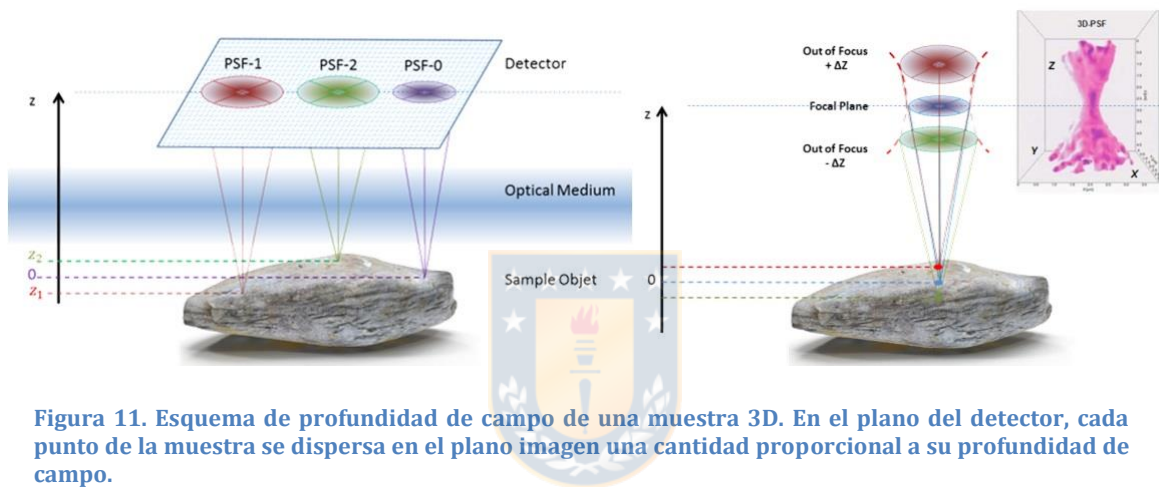 PSF-1
PSF-2
PSF-0
Detector
z
Optical Medium
z₂
0
z₁
Sample Objet
Out of Focus
+ ΔZ
Focal Plane
Out of Focus
- ΔZ
z
0
3D-PSF
Z
Y
X
Figura 11. Esquema de profundidad de campo de una muestra 3D. En el plano del detector, cada
punto de la muestra se dispersa en el plano imagen una cantidad proporcional a su profundidad de
campo.